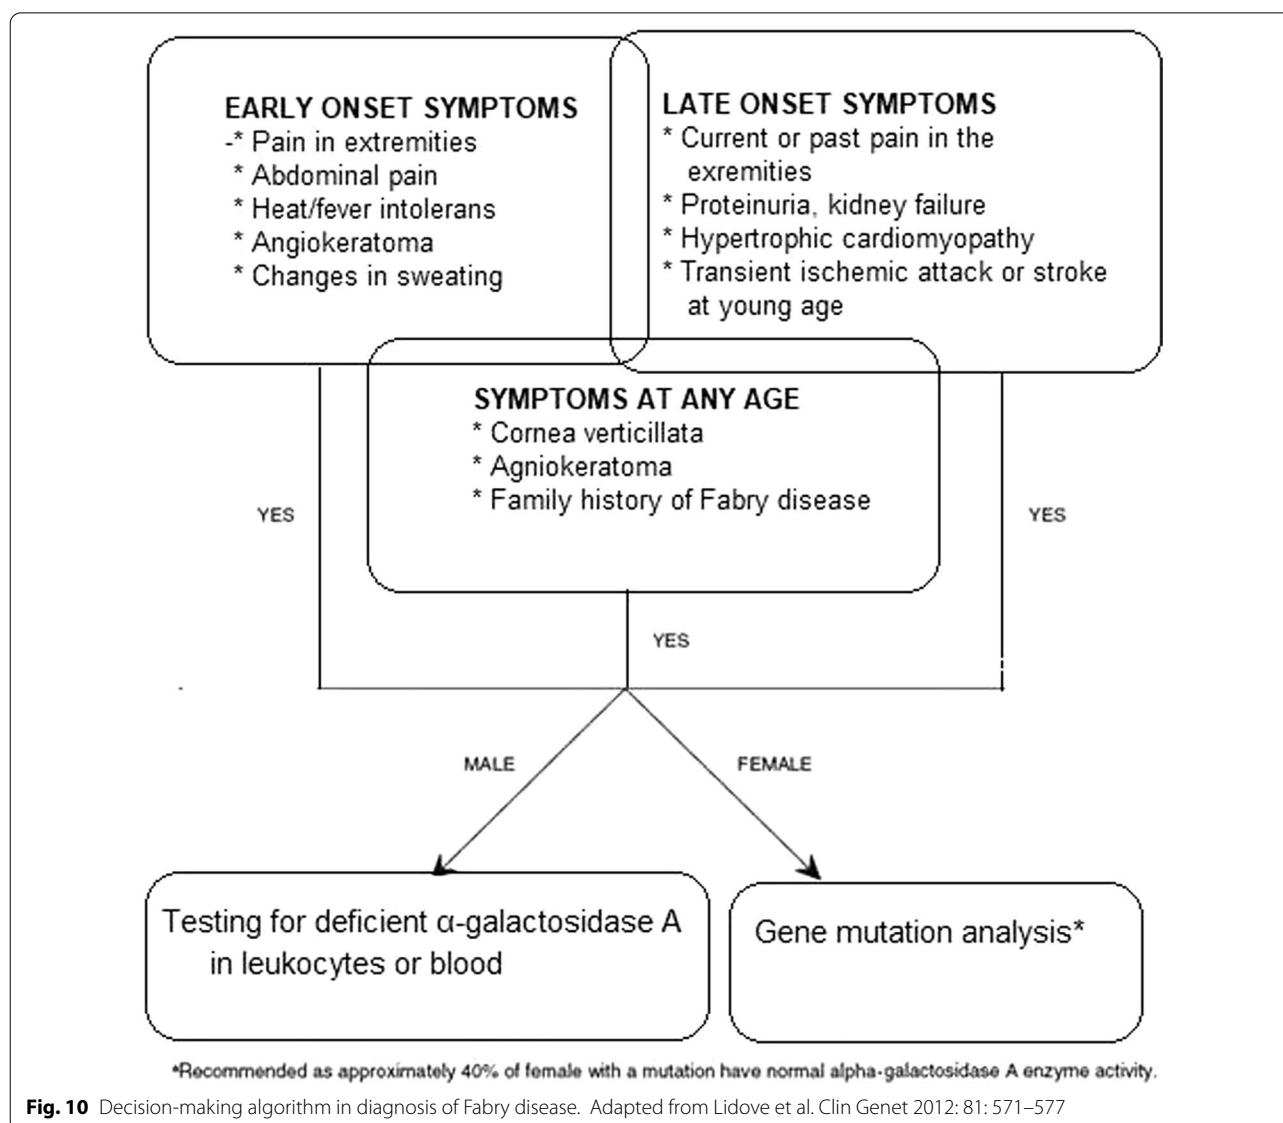 EARLY ONSET SYMPTOMS
-* Pain in extremities
* Abdominal pain
* Heat/fever intolerans
* Angiokeratoma
* Changes in sweating
LATE ONSET SYMPTOMS
* Current or past pain in the
exremities
* Proteinuria, kidney failure
* Hypertrophic cardiomyopathy
* Transient ischemic attack or stroke
at young age
SYMPTOMS AT ANY AGE
* Cornea verticillata
* Agniokeratoma
* Family history of Fabry disease
YES
YES
YES
MALE
FEMALE
Testing for deficient α-galactosidase A
in leukocytes or blood
Gene mutation analysis*
*Recommended as approximately 40% of female with a mutation have normal alpha-galactosidase A enzyme activity.
Fig. 10 Decision-making algorithm in diagnosis of Fabry disease. Adapted from Lidove et al. Clin Genet 2012: 81: 571–577